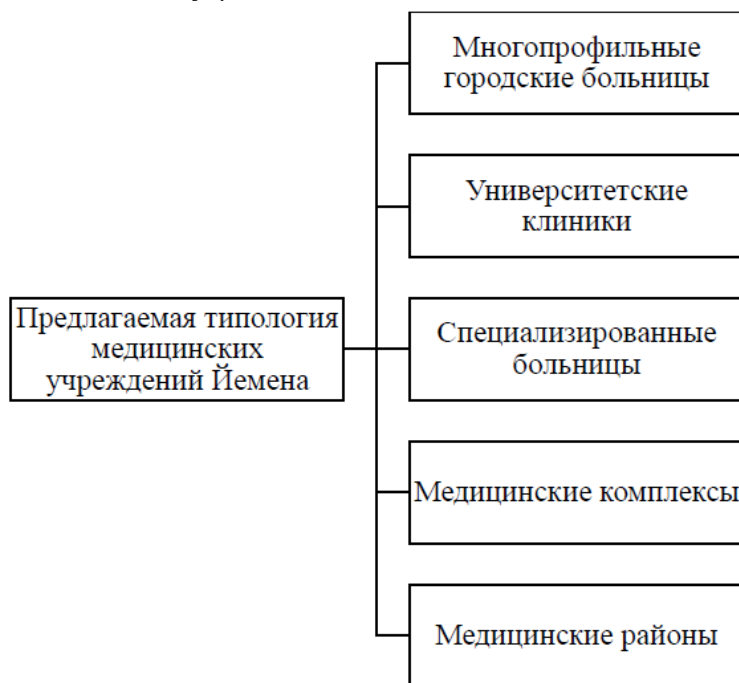 Многопрофильные
городские больницы
Университетские
клиники
Предлагаемая типология
медицинских
учреждений Йемена
Специализированные
больницы
Медицинские комплексы
Медицинские районы